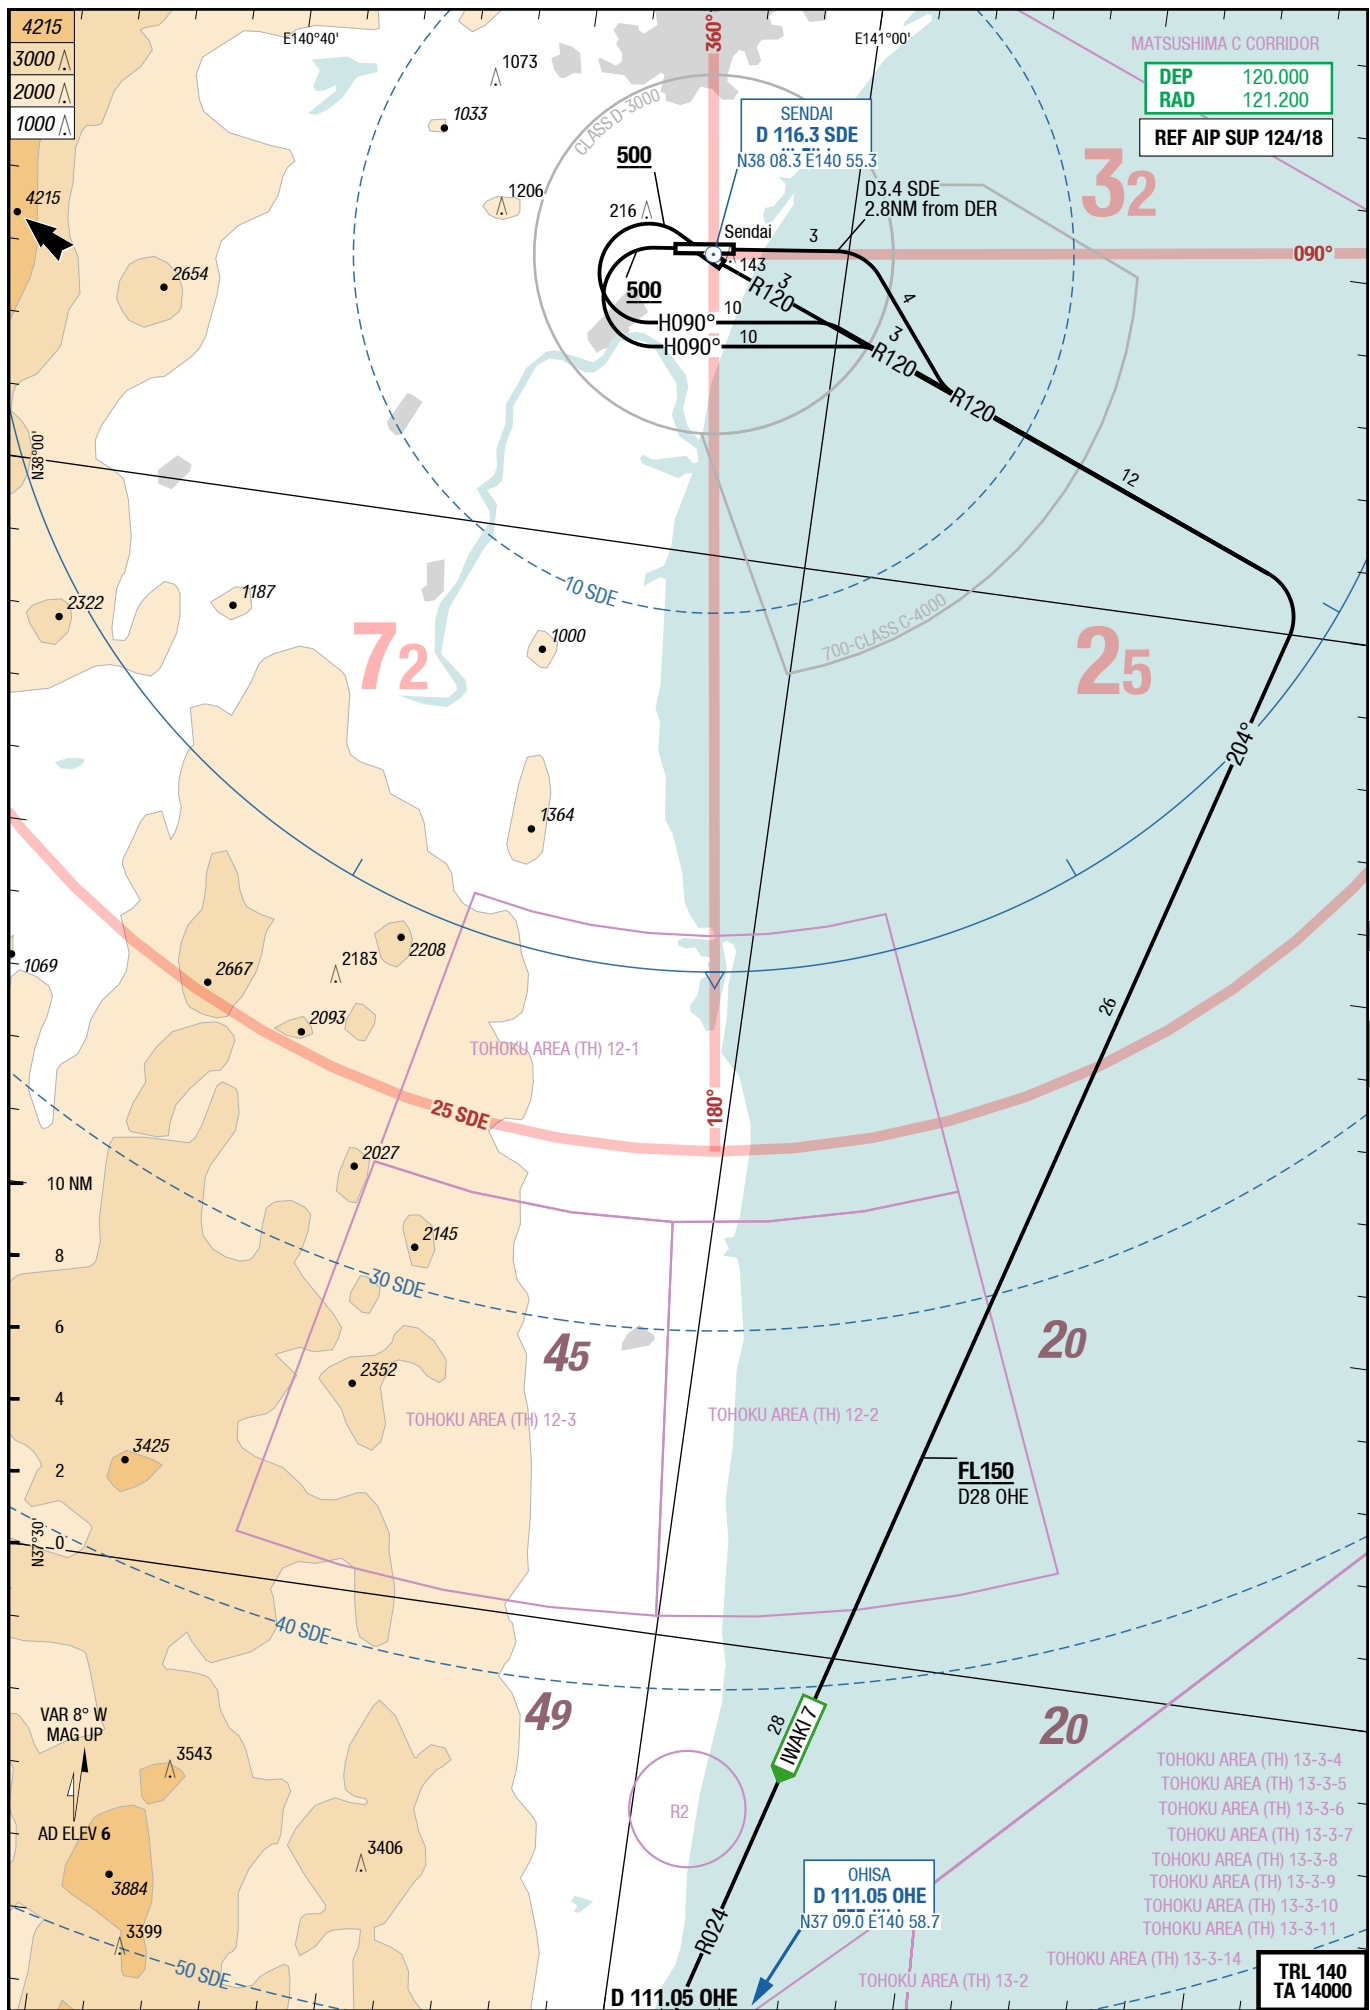 4215
3000
2000
1000
E140°40'
360°
E141°00'
MATSUSHIMA C CORRIDOR
DEP 120.000
RAD 121.200
REF AIP SUP 124/18
1073
1033
CLASS D-3000
SENDAI
D 116.3 SDE
N38 08.3 E140 55.3
32
500
D3.4 SDE
2.8NM from DER
4215
1206
216
Sendai
3
090°
2654
143
3
R120
4
500
10
H090°
3
10
H090°
R120
R120
N38°00'
12
10 SDE
2322
1187
1000
700-CLASS C-4000
72
25
204°
1364
1069
2208
2183
2667
2093
26
TOHOKU AREA (TH) 12-1
25 SDE
180°
2027
10 NM
2145
8
30 SDE
6
45
20
2352
4
TOHOKU AREA (TH) 12-3
TOHOKU AREA (TH) 12-2
3425
2
FL150
D28 OHE
0
N37°30'
40 SDE
VAR 8° W
MAG UP
49
28
IWAKI 7
20
3543
TOHOKU AREA (TH) 13-3-4
TOHOKU AREA (TH) 13-3-5
TOHOKU AREA (TH) 13-3-6
R2
AD ELEV 6
TOHOKU AREA (TH) 13-3-7
3406
TOHOKU AREA (TH) 13-3-8
TOHOKU AREA (TH) 13-3-9
3884
OHISA
D 111.05 OHE
N37 09.0 E140 58.7
TOHOKU AREA (TH) 13-3-10
TOHOKU AREA (TH) 13-3-11
3399
R024
TOHOKU AREA (TH) 13-3-14
50 SDE
TOHOKU AREA (TH) 13-2
TRL 140
TA 14000
D 111.05 OHE